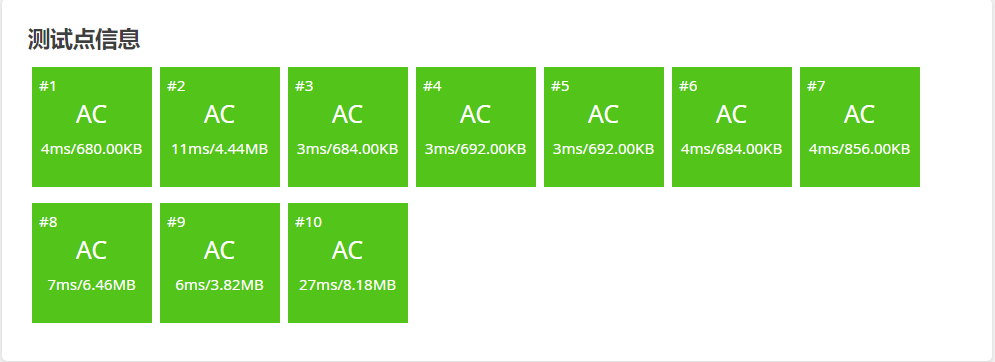 测试点信息
#1 #2 #3 #4 #5 #6 #7
AC AC AC AC AC AC AC
4ms/680.00KB 11ms/4.44MB 3ms/684.00KB 3ms/692.00KB 3ms/692.00KB 4ms/684.00KB 4ms/856.00KB
#8 #9 #10
AC AC AC
7ms/6.46MB 6ms/3.82MB 27ms/8.18MB